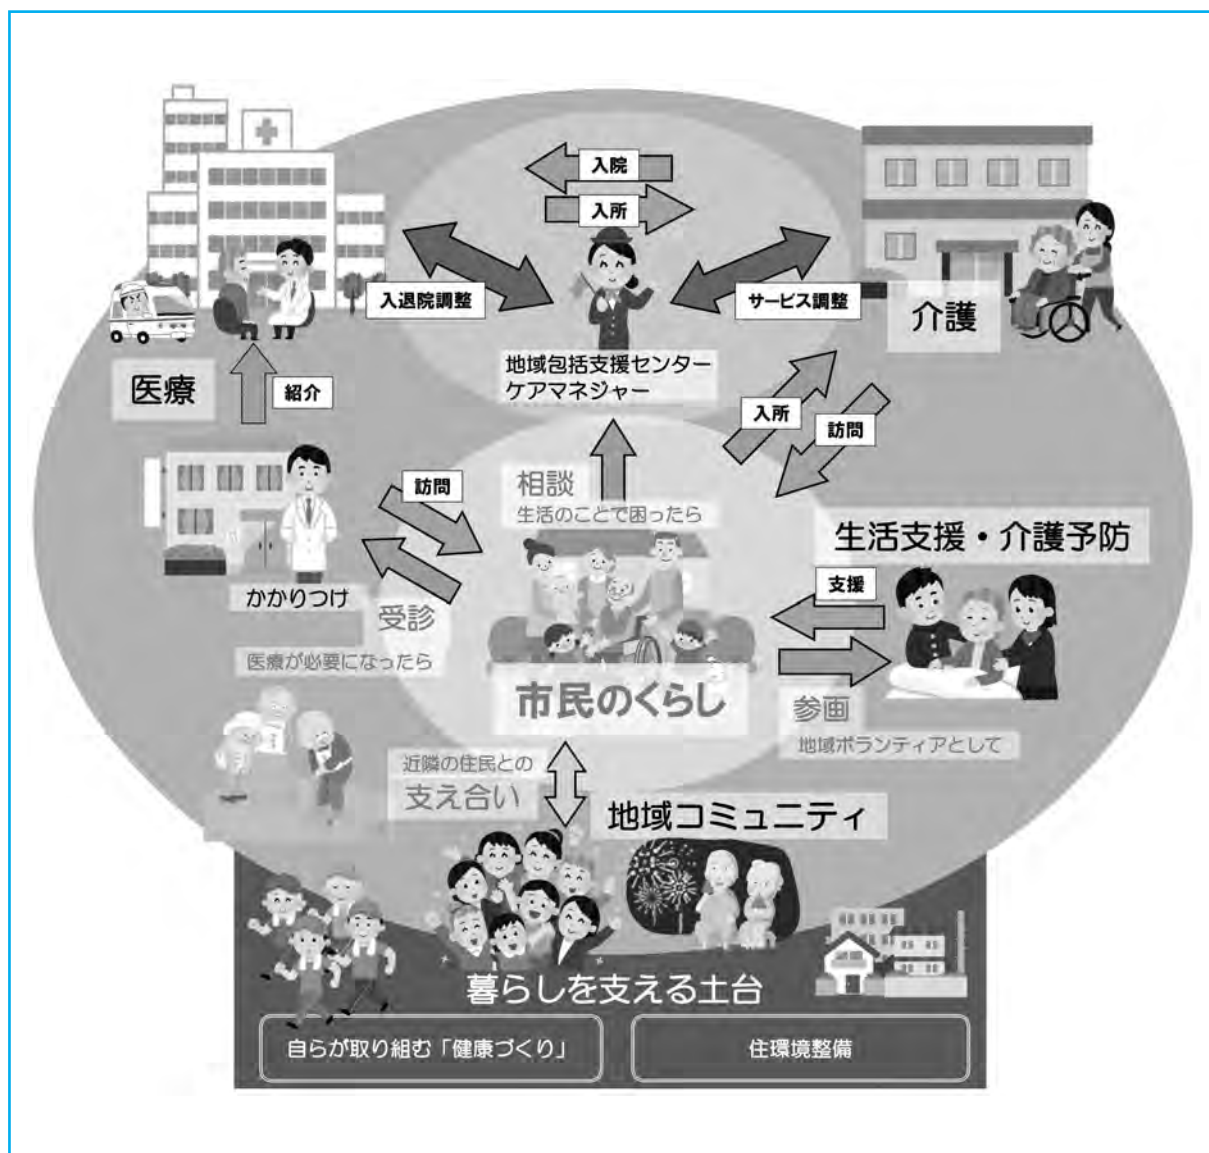 入院
入所
入退院調整
サービス調整
介護
医療
紹介
地域包括支援センター
ケアマネジャー
入所
訪問
訪問
相談
生活のことで困ったら
生活支援・介護予防
支援
かかりつけ
受診
医療が必要になったら
市民のくらし
参画
地域ボランティアとして
近隣の住民との
支え合い
地域コミュニティ
暮らしを支える土台
自らが取り組む「健康づくり」
住環境整備